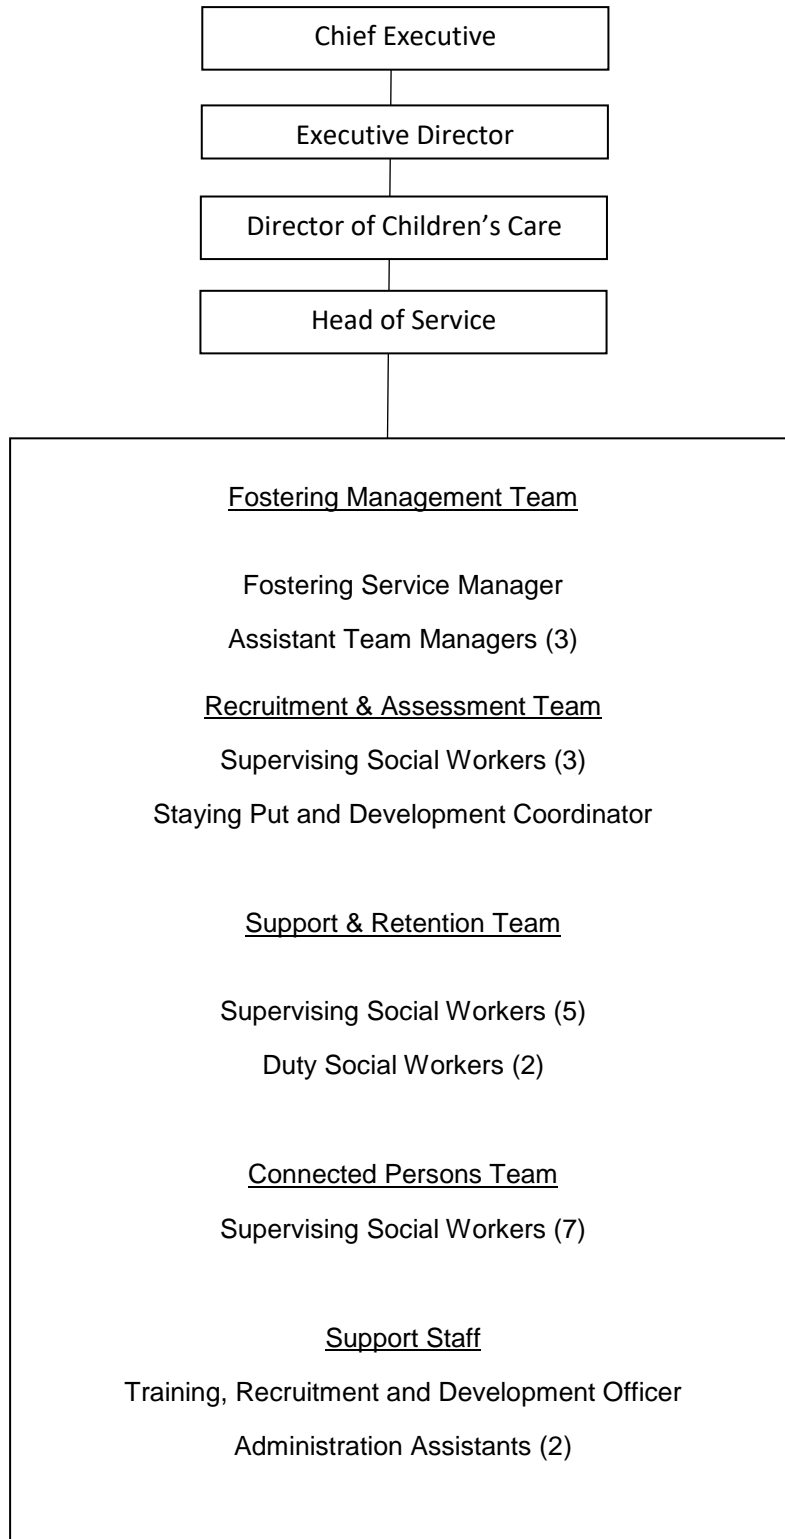 Chief Executive
Executive Director
Director of Children’s Care
Head of Service
Fostering Management Team
Fostering Service Manager
Assistant Team Managers (3)
Recruitment & Assessment Team
Supervising Social Workers (3)
Staying Put and Development Coordinator
Support & Retention Team
Supervising Social Workers (5)
Duty Social Workers (2)
Connected Persons Team
Supervising Social Workers (7)
Support Staff
Training, Recruitment and Development Officer
Administration Assistants (2)